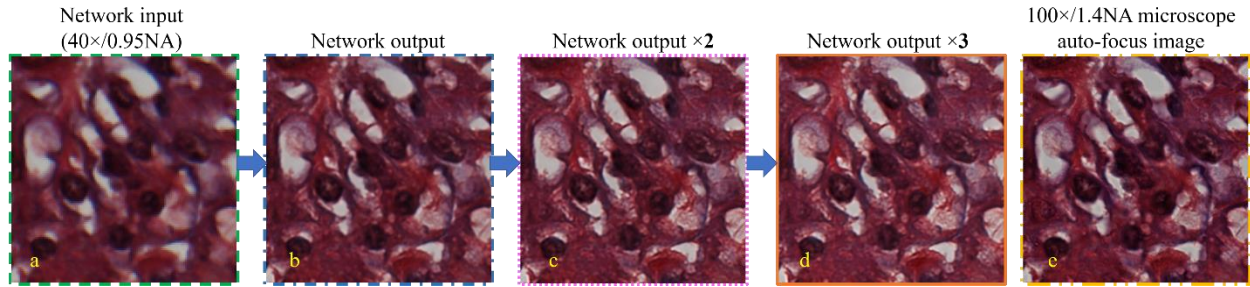 Network input
(40×/0.95NA)
Network output
Network output ×2
Network output ×3
100×/1.4NA microscope
auto-focus image
a
b
c
d
e